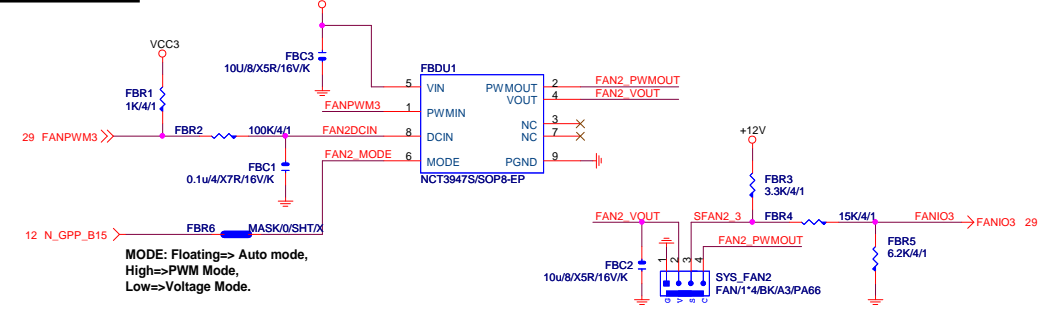 VCC3
FBC3
10U/8/X5R/16V/K
FBDU1
FBR1
1K/4/1
5
VIN
PWMOUT
2
FAN2_PWMOUT
VOUT
4
FAN2_VOUT
FANPWM3
1
PWMIN
NC
3
29 FANPWM3
FBR2
100K/4/1
FAN2DCIN
8
DCIN
NC
7
+12V
FAN2_MODE
6
MODE
PGND
9
FBC1
0.1u/4/X7R/16V/K
NCT3947S/SOP8-EP
FBR3
3.3K/4/1
12 N_GPP_B15
FBR6
MASK/0/SHT/X
FAN2_VOUT
SFAN2_3
FBR4
15K/4/1
FANIO3
FANIO3 29
MODE: Floating=> Auto mode,
High=>PWM Mode,
Low=>Voltage Mode.
FAN2_PWMOUT
FBR5
6.2K/4/1
FBC2
10u/8/X5R/16V/K
1
2
3
4
G
V
S
C
SYS_FAN2
FAN/1*4/BK/A3/PA66